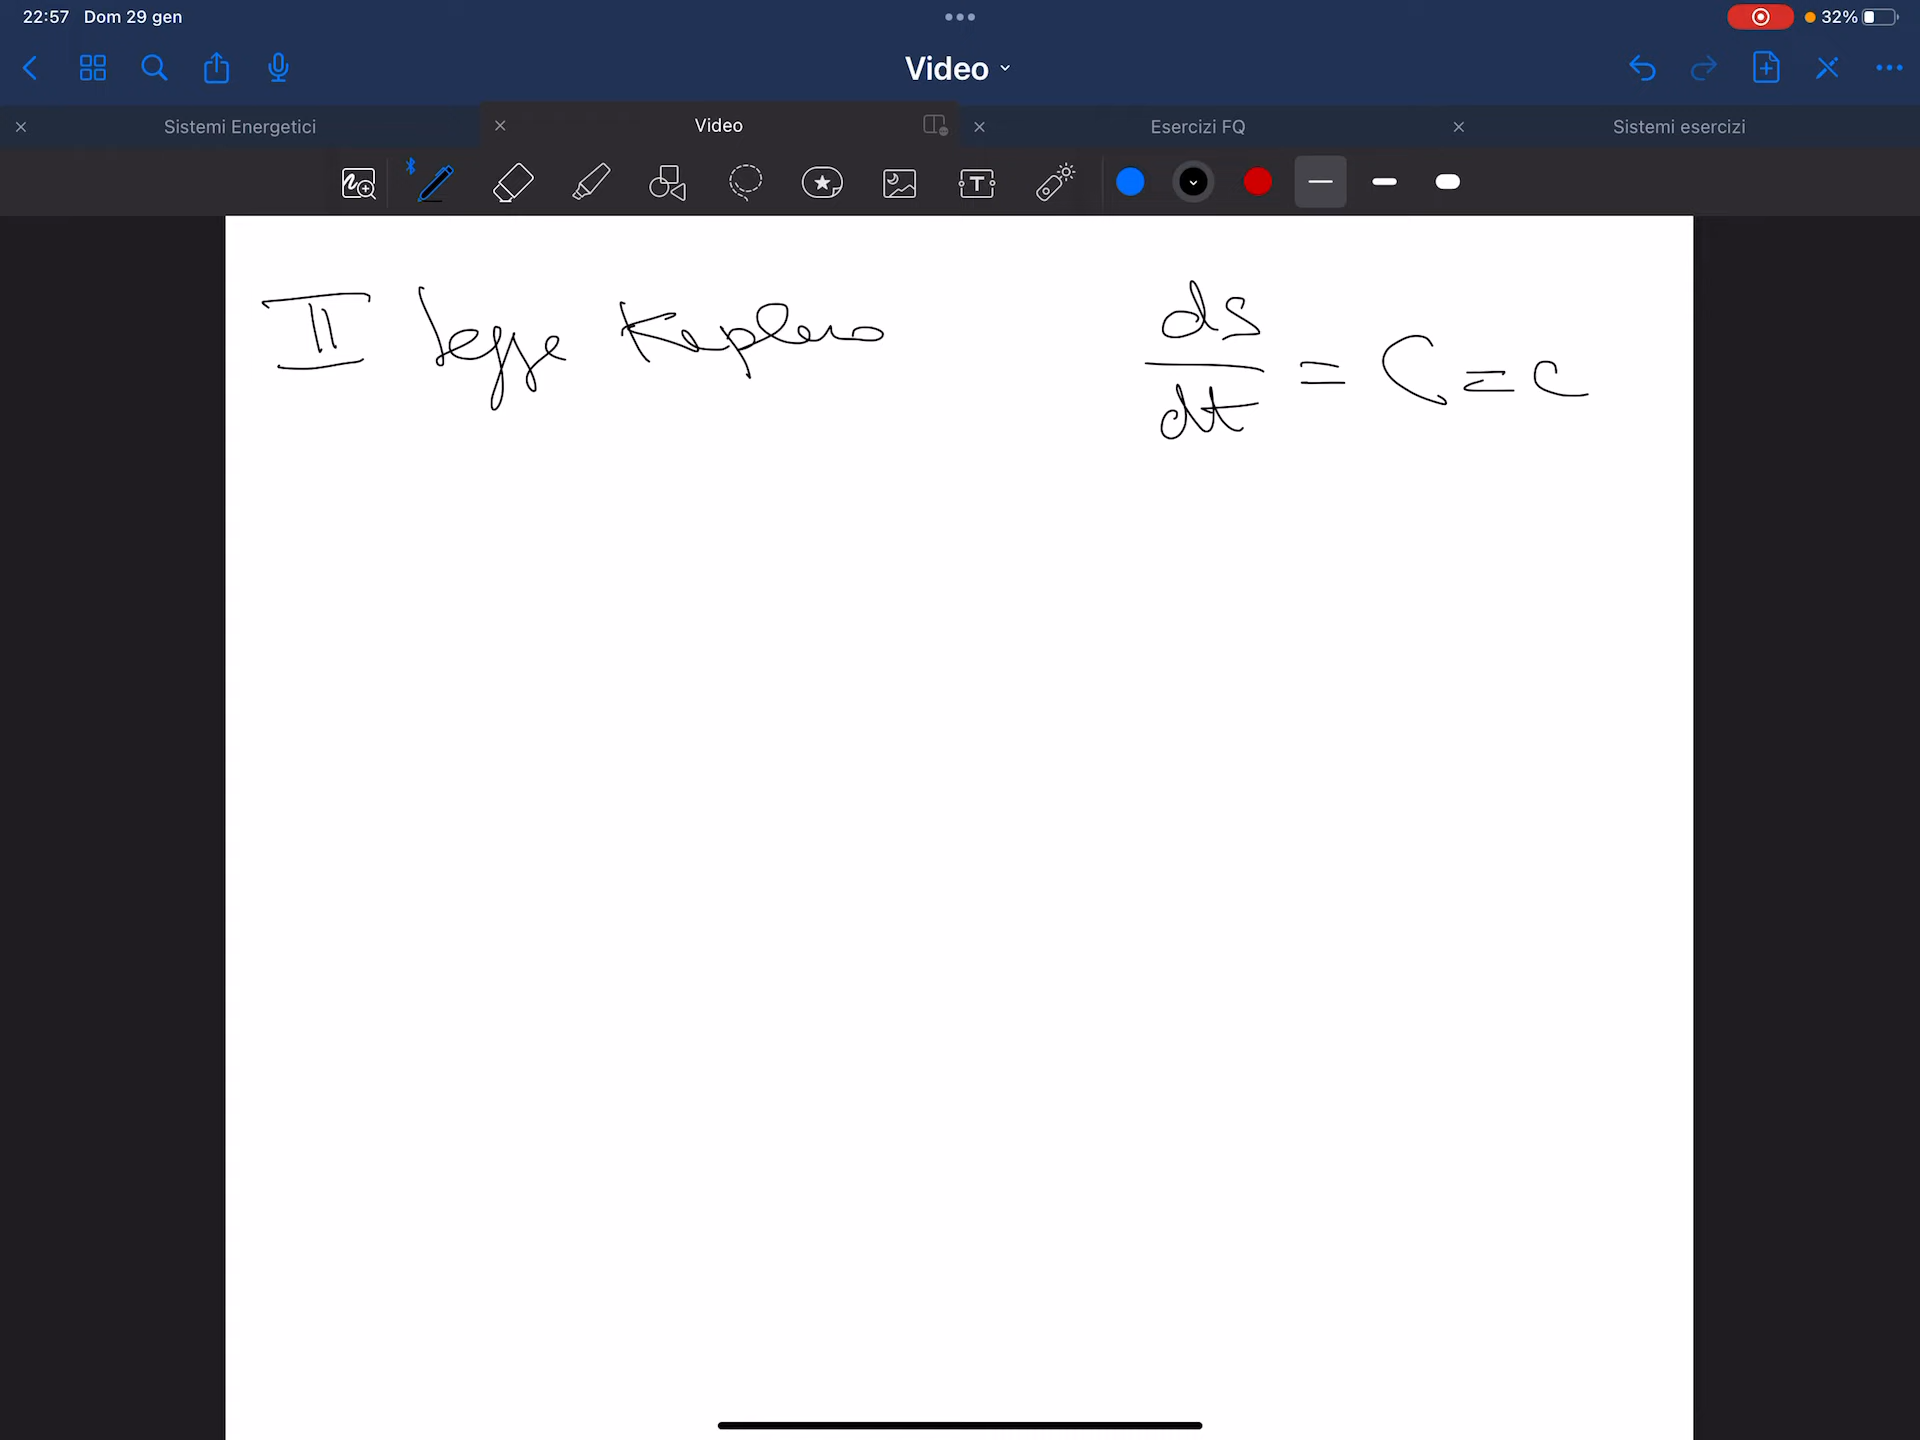 22:57 Dom 29 gen 32%
Video
Sistemi Energetici Video Esercizi FQ Sistemi esercizi
T
II legge Keplero
ds/dt = C = c